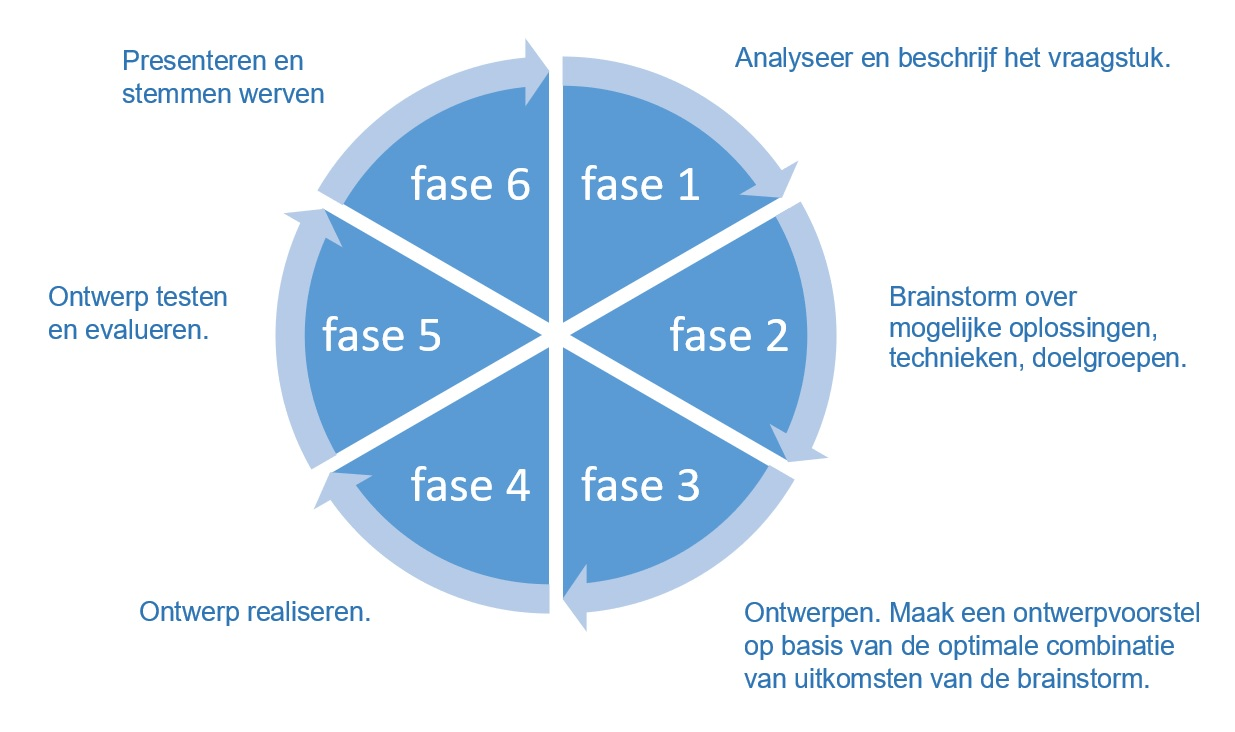 Analyseer en beschrijf het vraagstuk.
fase 1
Brainstorm over
mogelijke oplossingen,
technieken, doelgroepen.
fase 2
Ontwerpen. Maak een ontwerpvoorstel
op basis van de optimale combinatie
van uitkomsten van de brainstorm.
fase 3
Ontwerp realiseren.
fase 4
Ontwerp testen
en evalueren.
fase 5
Presenteren en
stemmen werven
fase 6